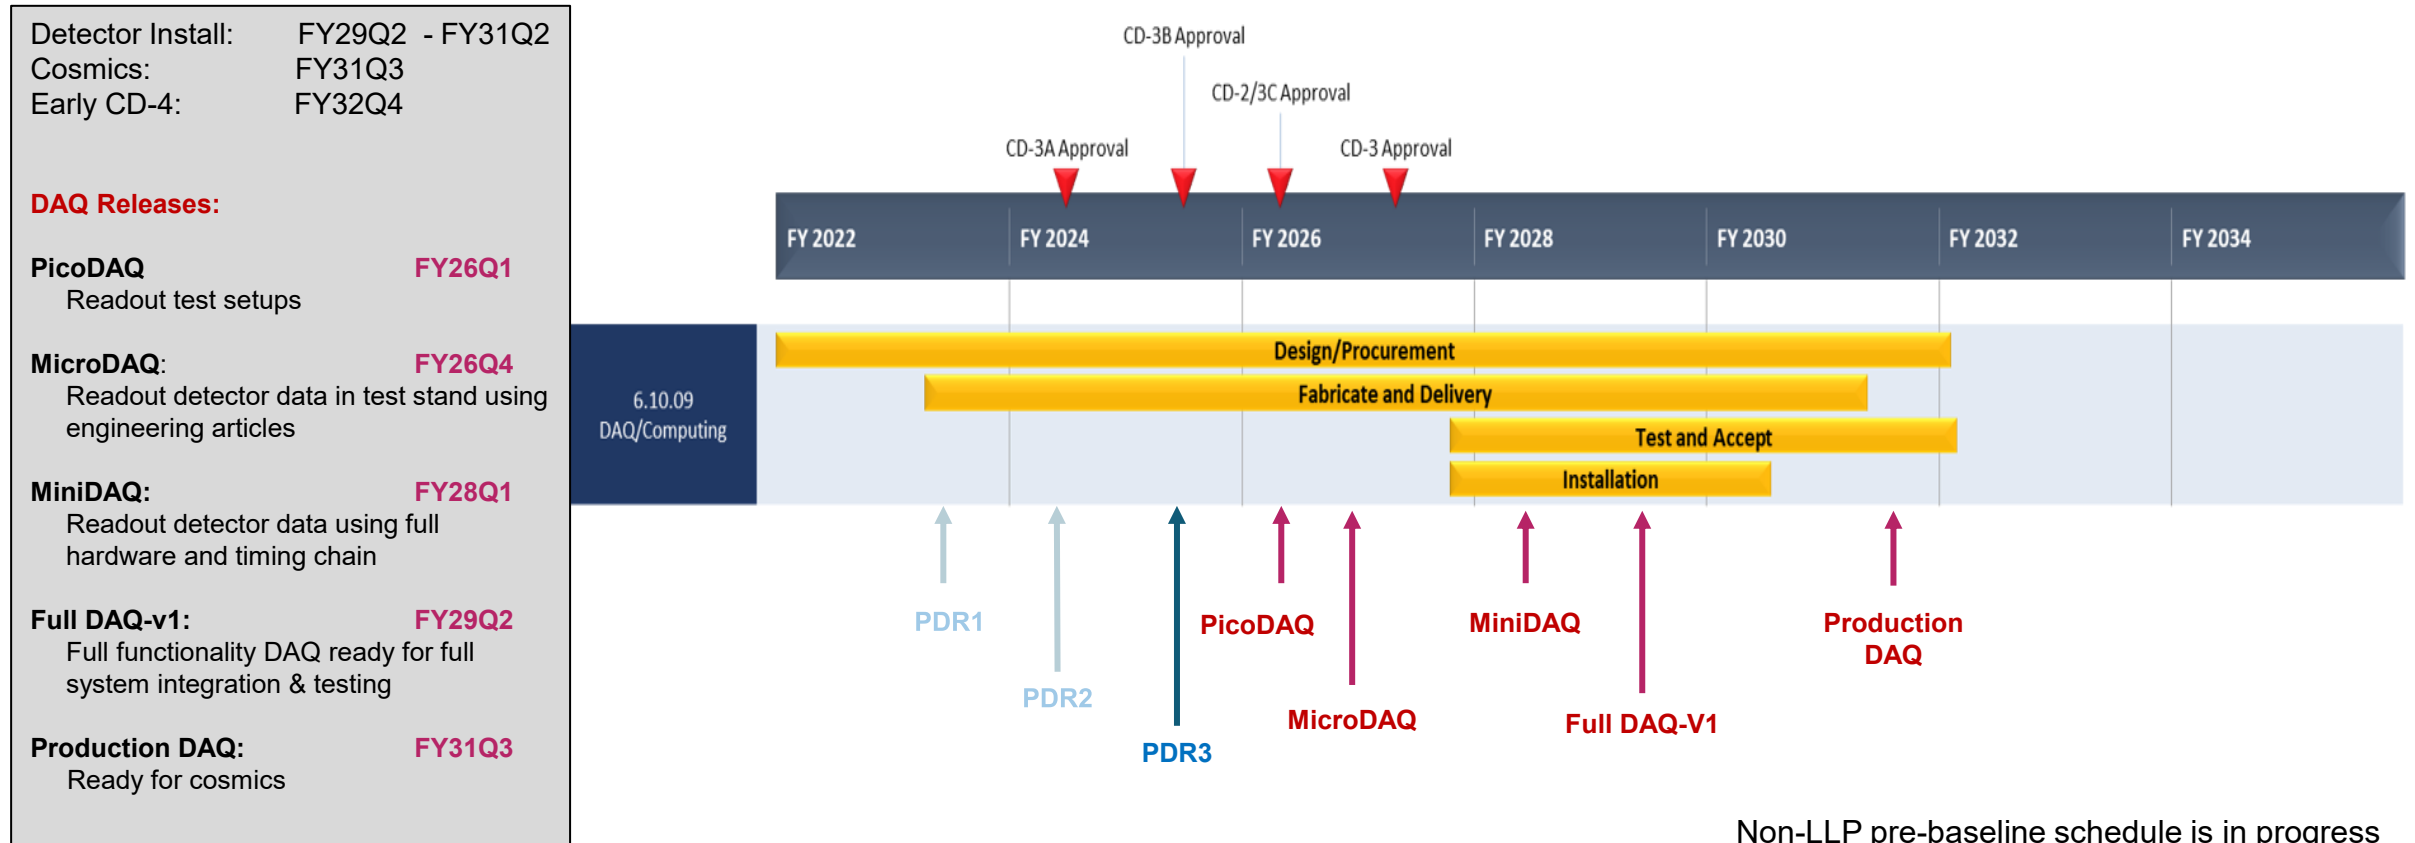 Detector Install: FY29Q2 - FY31Q2
Cosmics: FY31Q3
Early CD-4: FY32Q4
DAQ Releases:
PicoDAQ FY26Q1
Readout test setups
MicroDAQ: FY26Q4
Readout detector data in test stand using
engineering articles
MiniDAQ: FY28Q1
Readout detector data using full
hardware and timing chain
Full DAQ-v1: FY29Q2
Full functionality DAQ ready for full
system integration & testing
Production DAQ: FY31Q3
Ready for cosmics
CD-3B Approval
CD-2/3C Approval
CD-3A Approval
CD-3 Approval
FY 2022 FY 2024 FY 2026 FY 2028 FY 2030 FY 2032 FY 2034
6.10.09
DAQ/Computing
Design/Procurement
Fabricate and Delivery
Test and Accept
Installation
PDR1
PDR2
PDR3
PicoDAQ
MicroDAQ
MiniDAQ
Full DAQ-V1
Production
DAQ
Non-LLP pre-baseline schedule is in progress